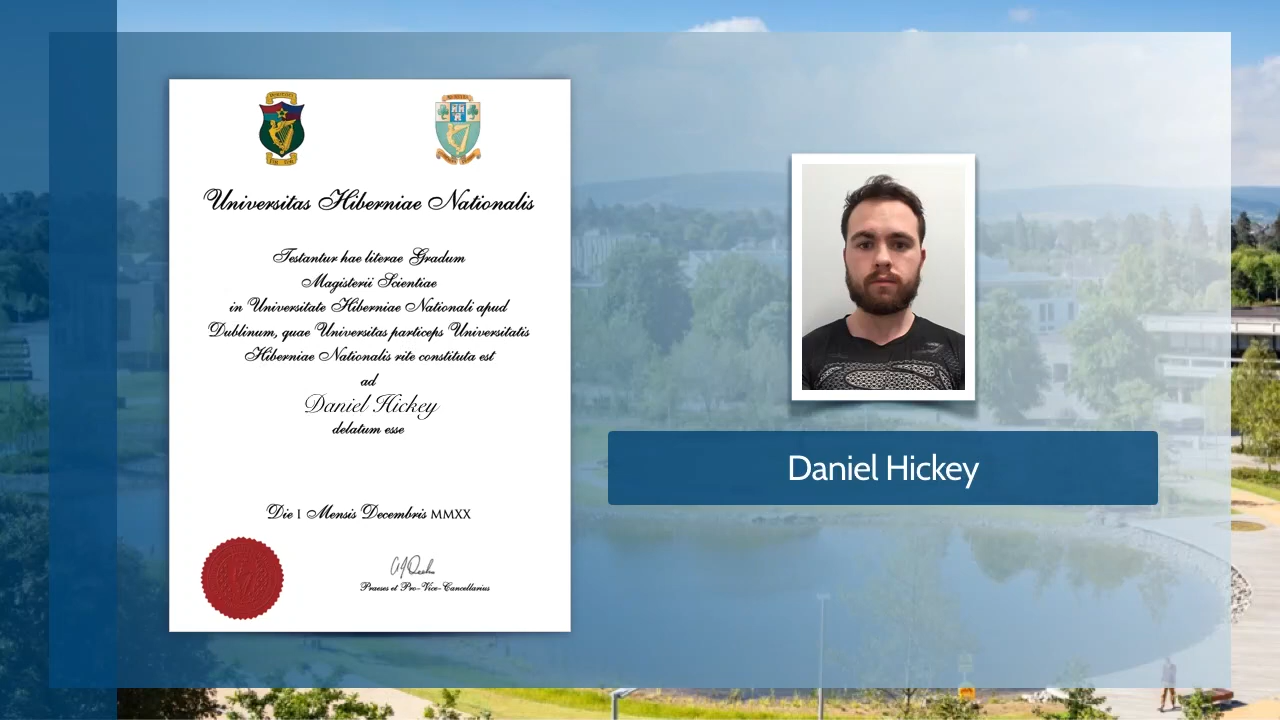 Universitas Hiberniae Nationalis
Testantur hae literae Gradum
Magisterii Scientiae
in Universitate Hiberniae Nationali apud
Dublinum, quae Universitas particeps Universitatis
Hiberniae Nationalis rite constituta est
ad
Daniel Hickey
delatum esse
Die 1 Mensis Decembris MMXX
Praeses et Pro-Vice-Cancellarius
Daniel Hickey